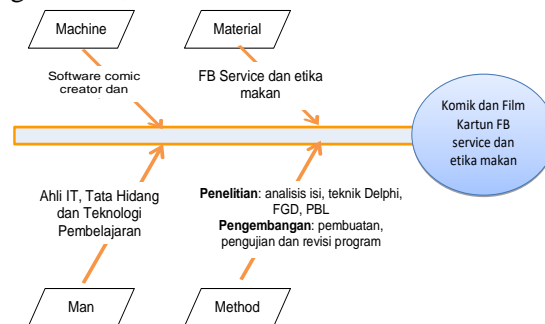 Machine
Material
Software comic
creator dan
FB Service dan etika
makan
Komik dan Film
Kartun FB
service dan
etika makan
Ahli IT, Tata Hidang
dan Teknologi
Pembelajaran
Penelitian: analisis isi, teknik Delphi,
FGD, PBL
Pengembangan: pembuatan,
pengujian dan revisi program
Man
Method